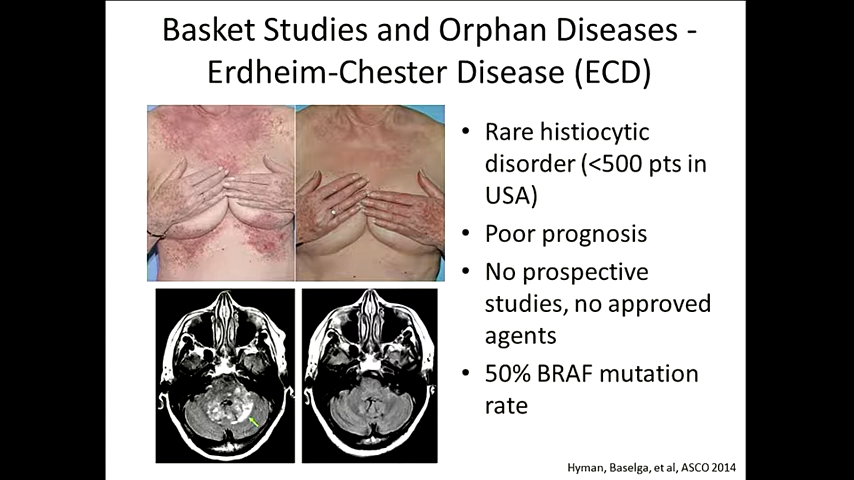 Basket Studies and Orphan Diseases -
Erdheim-Chester Disease (ECD)
• Rare histiocytic
disorder (<500 pts in
USA)
• Poor prognosis
• No prospective
studies, no approved
agents
• 50% BRAF mutation
rate
Hyman, Baselga, et al, ASCO 2014